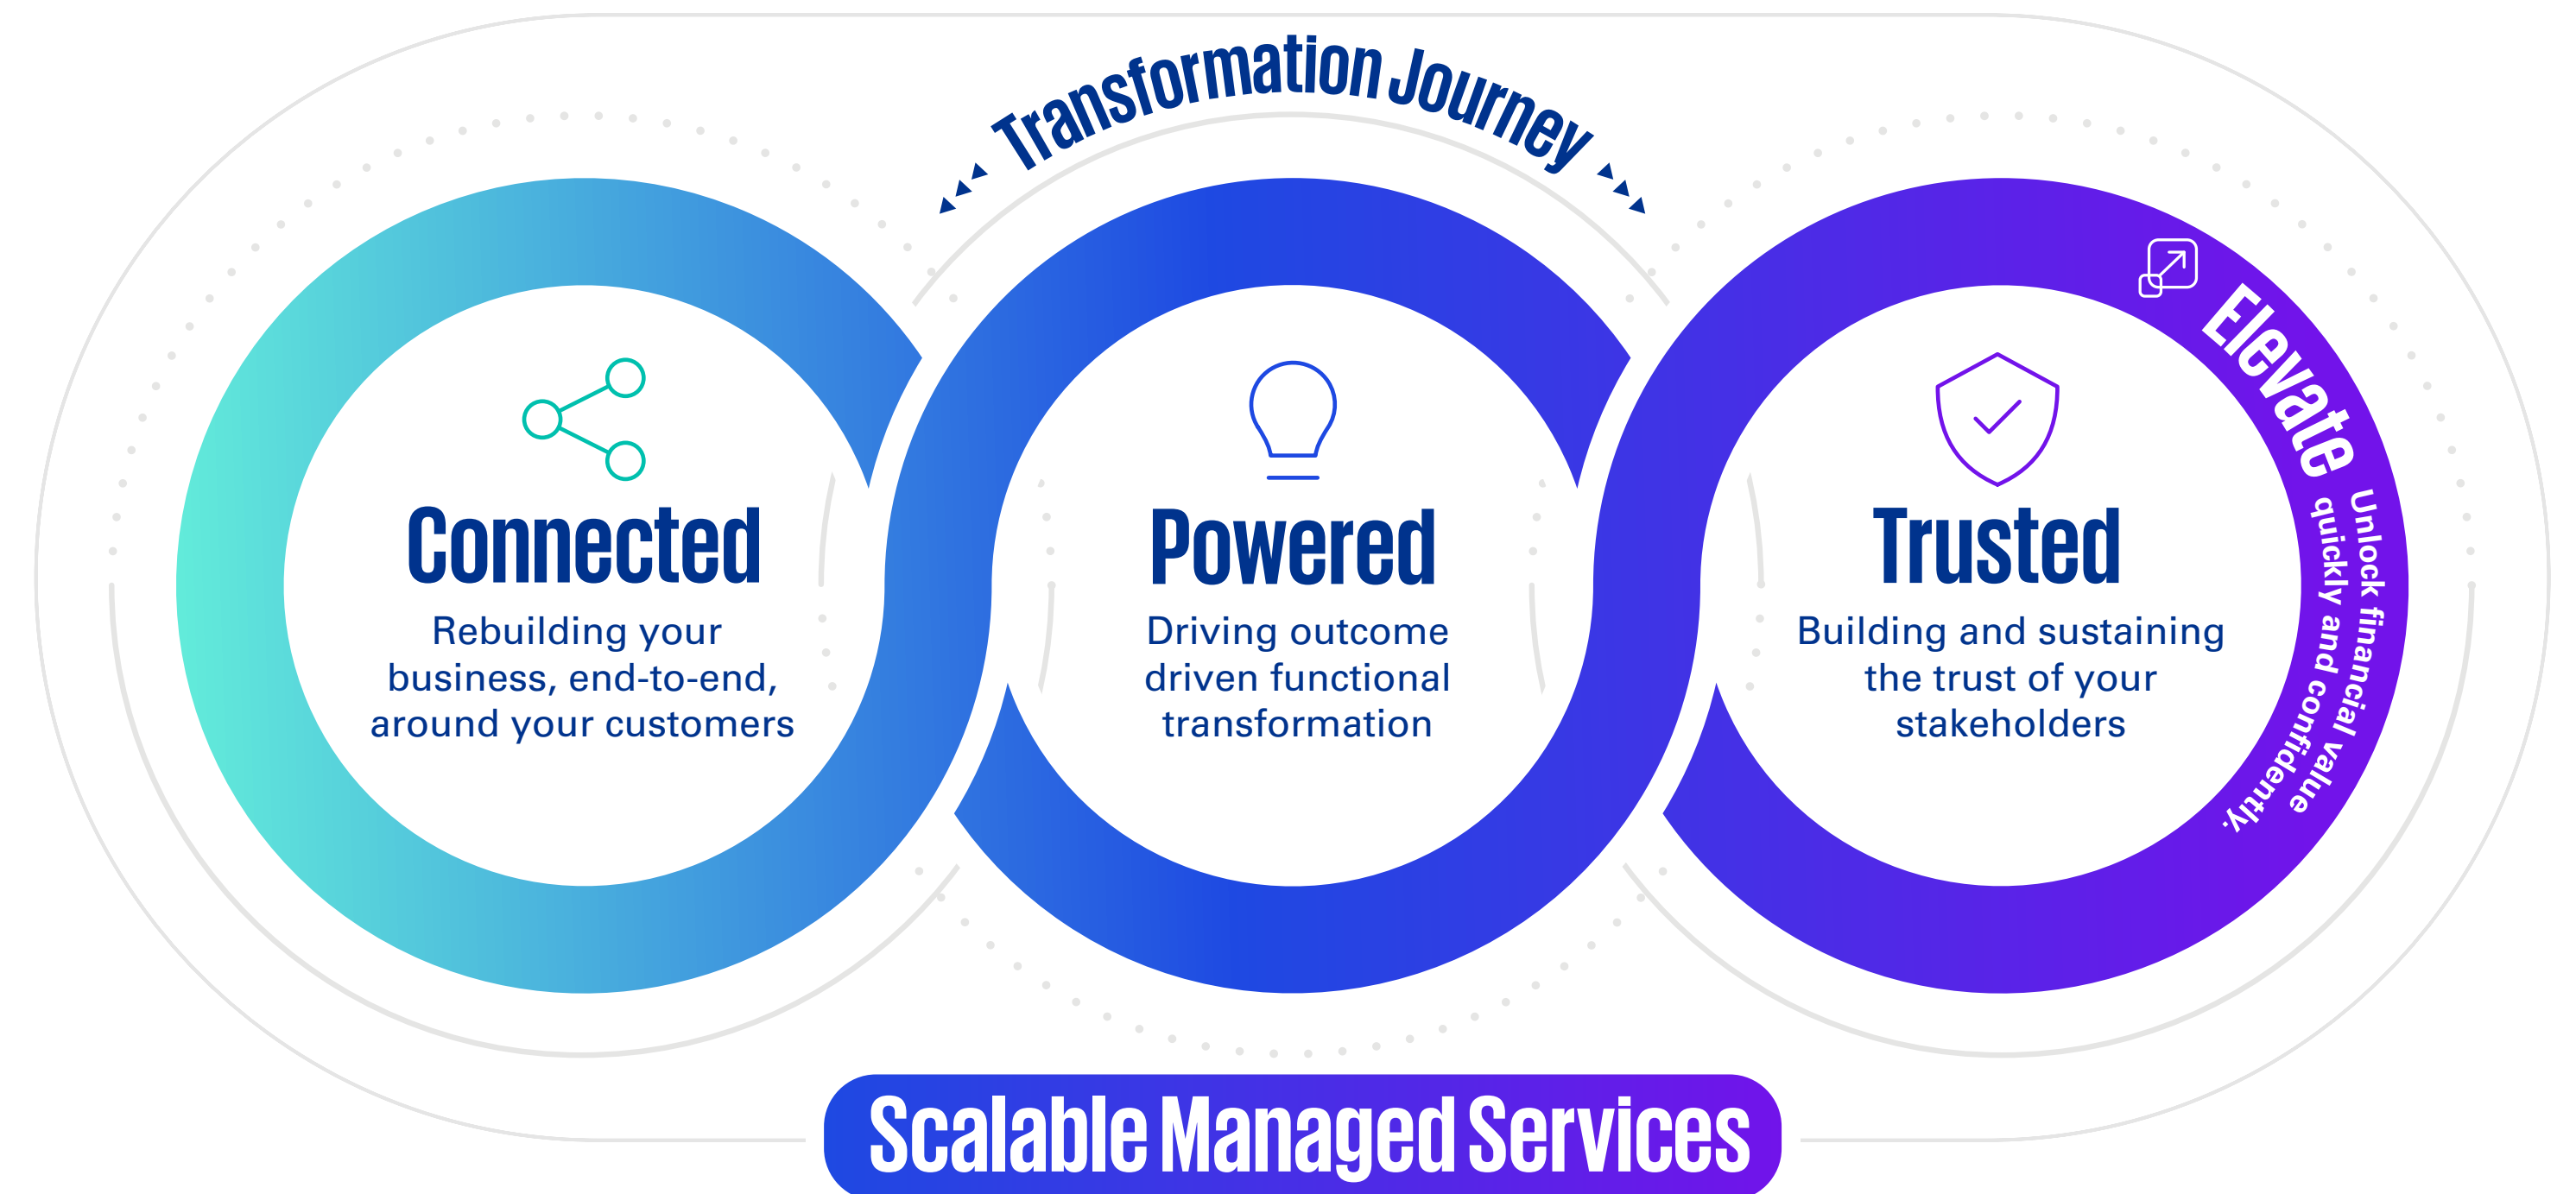 Transformation Journey
Connected
Rebuilding your
business, end-to-end,
around your customers
Powered
Driving outcome
driven functional
transformation
Trusted
Building and sustaining
the trust of your
stakeholders
Elevate
Unlock financial value
quickly and confidently.
Scalable Managed Services